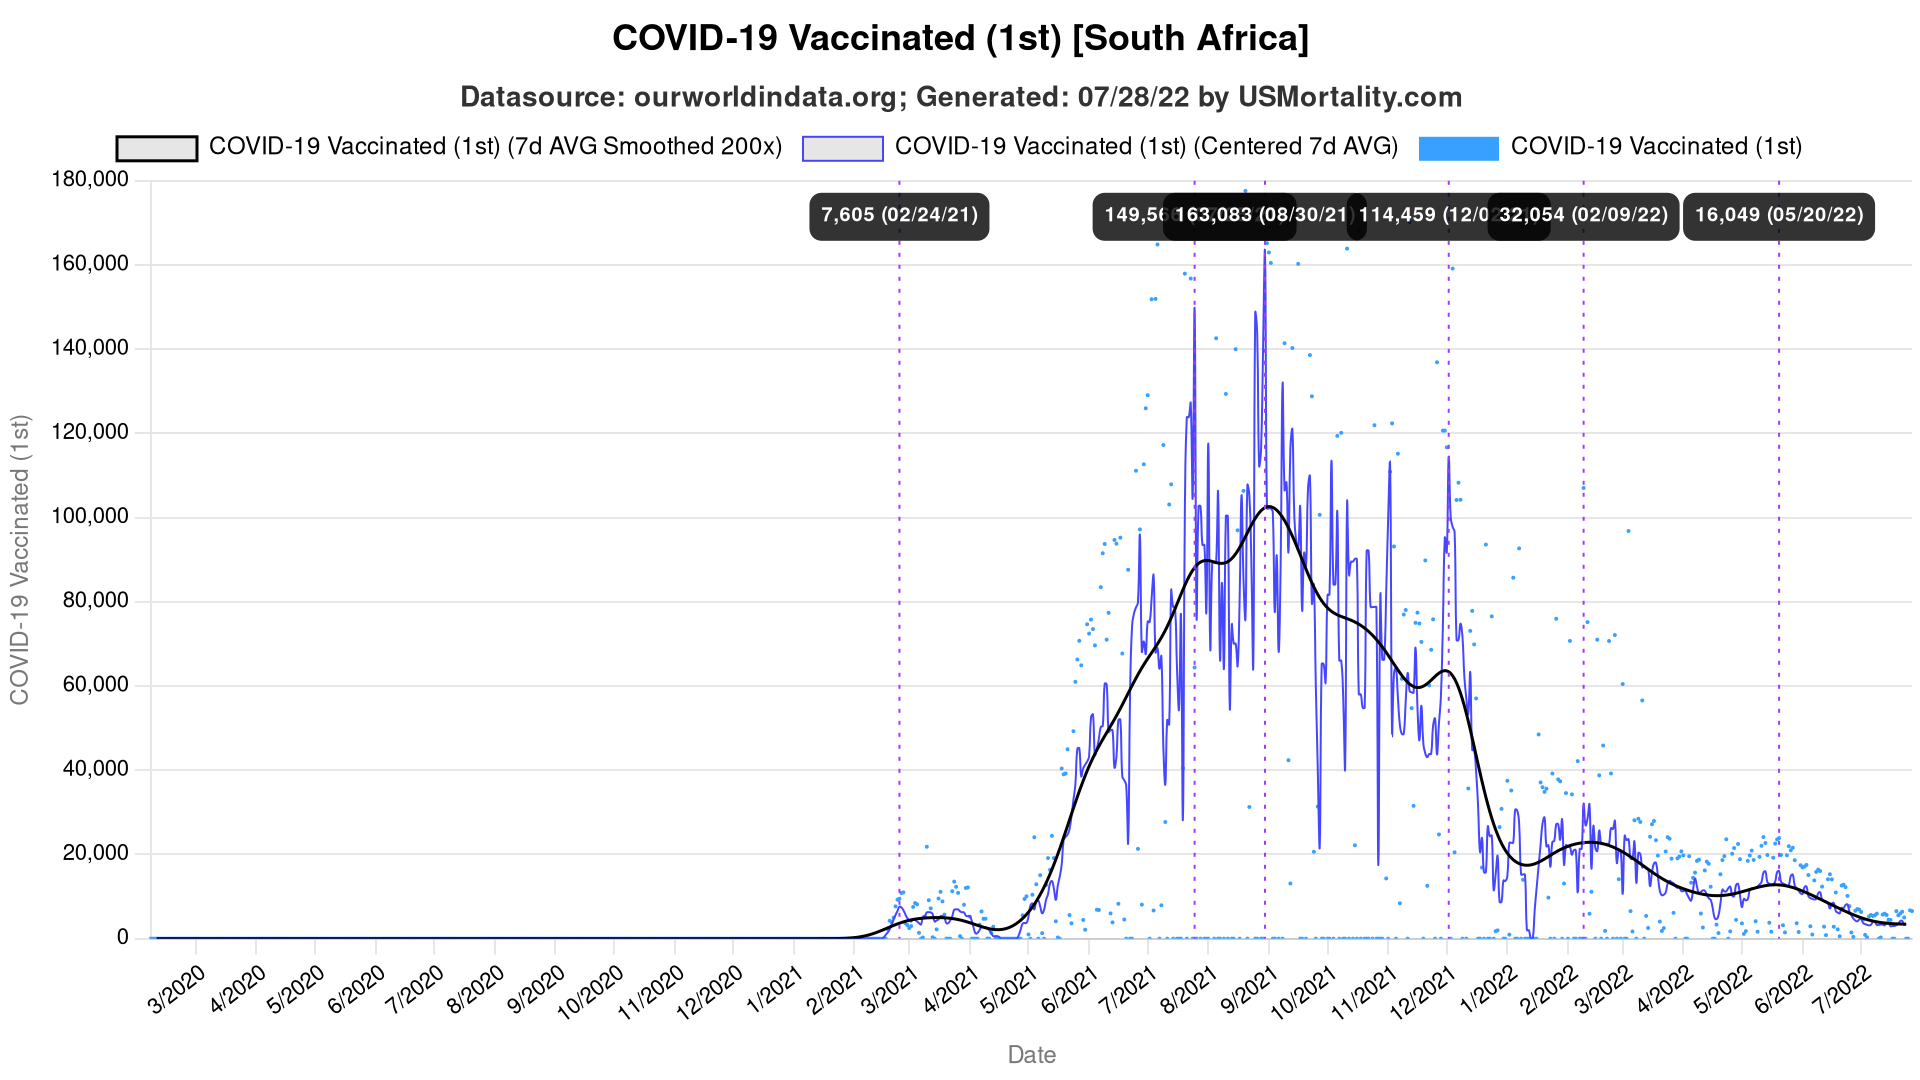 COVID-19 Vaccinated (1st) [South Africa]
Datasource: ourworldindata.org; Generated: 07/28/22 by USMortality.com
COVID-19 Vaccinated (1st) (7d AVG Smoothed 200x) COVID-19 Vaccinated (1st) (Centered 7d AVG) COVID-19 Vaccinated (1st)
7,605 (02/24/21) 163,083 (08/30/21) 114,459 32,054 (02/09/22) 16,049 (05/20/22)
180,000
160,000
140,000
120,000
100,000
80,000
60,000
40,000
20,000
0
COVID-19 Vaccinated (1st)
3/2020 4/2020 5/2020 6/2020 7/2020 8/2020 9/2020 10/2020 11/2020 12/2020 1/2021 2/2021 3/2021 4/2021 5/2021 6/2021 7/2021 8/2021 9/2021 10/2021 11/2021 12/2021 1/2022 2/2022 3/2022 4/2022 5/2022 6/2022 7/2022
Date